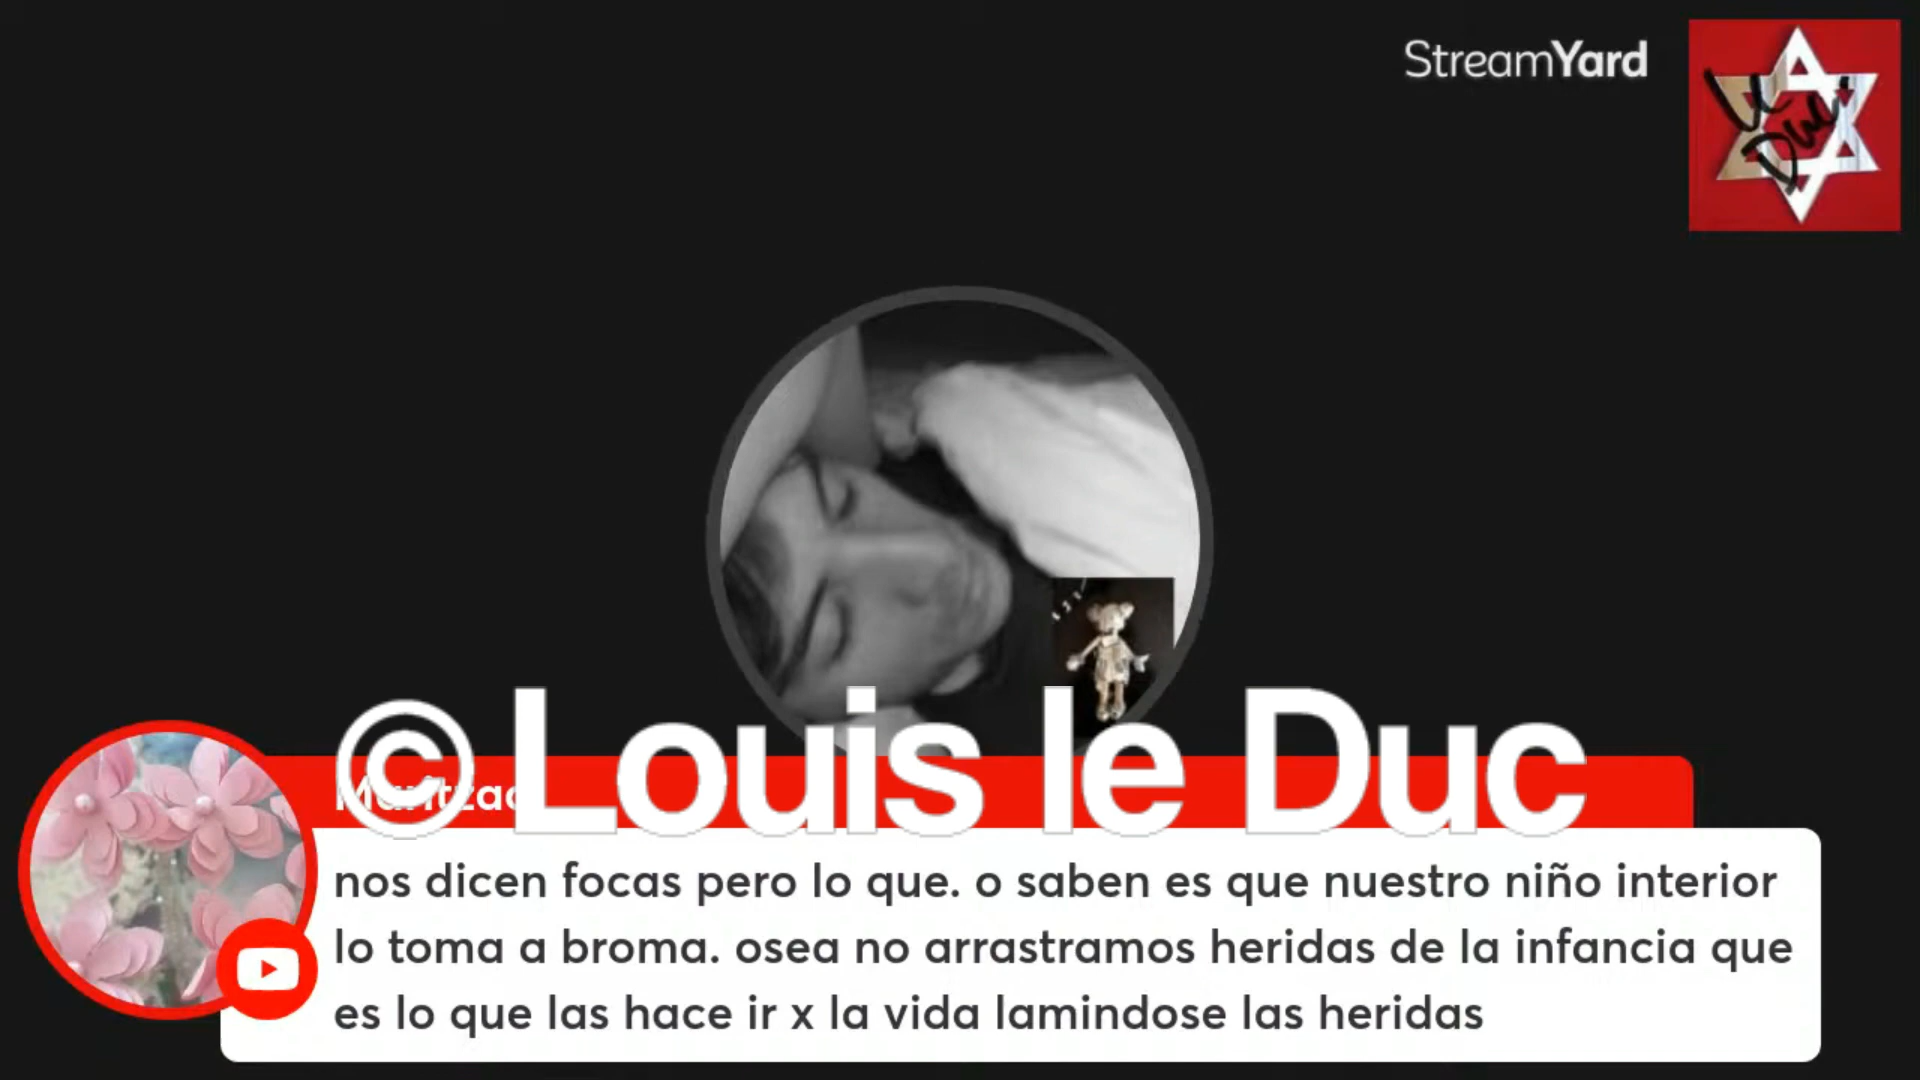 StreamYard
Le
Duc
© Louis le Duc
nos dicen focas pero lo que. o saben es que nuestro niño interior
lo toma a broma. osea no arrastramos heridas de la infancia que
es lo que las hace ir x la vida lamindose las heridas